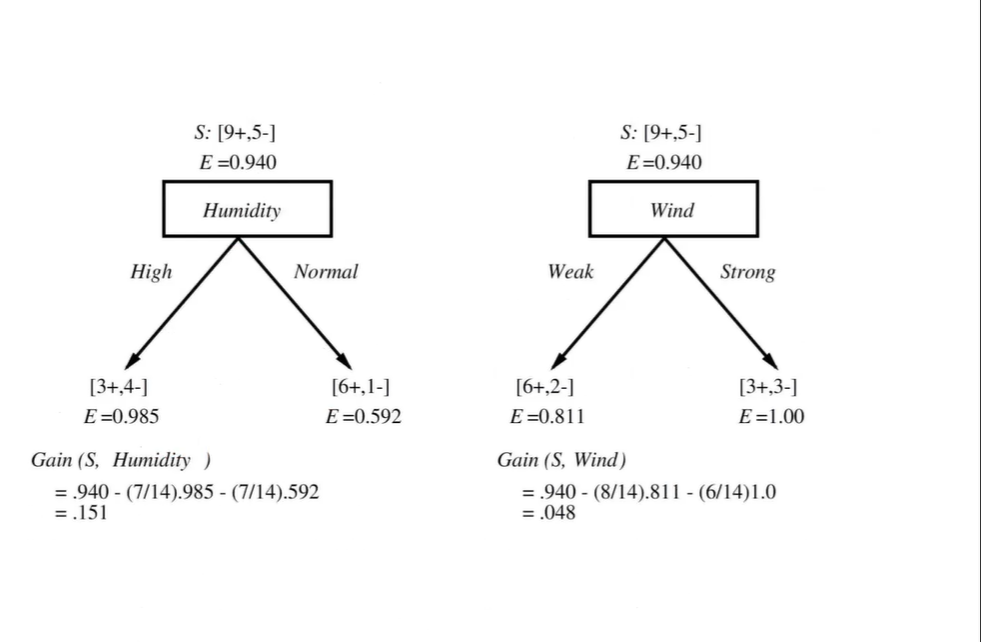 S: [9+,5-]
E =0.940
Humidity
High
Normal
[3+,4-]
E =0.985
[6+,1-]
E =0.592
Gain (S, Humidity )
= .940 - (7/14).985 - (7/14).592
= .151
S: [9+,5-]
E =0.940
Wind
Weak
Strong
[6+,2-]
E =0.811
[3+,3-]
E =1.00
Gain (S, Wind)
= .940 - (8/14).811 - (6/14)1.0
= .048